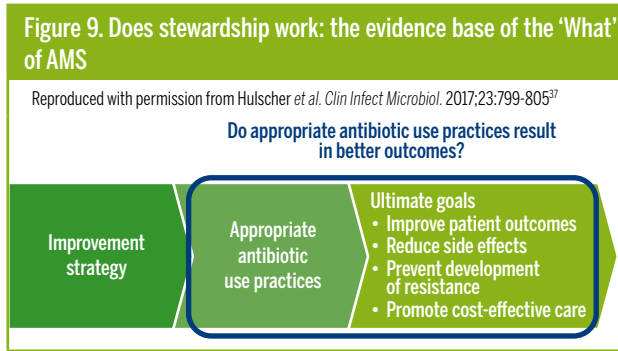 Figure 9. Does stewardship work: the evidence base of the ‘What’
of AMS
Reproduced with permission from Hulscher et al. Clin Infect Microbiol. 2017;23:799-805³⁷
Do appropriate antibiotic use practices result
in better outcomes?
Improvement
strategy
Appropriate
antibiotic
use practices
Ultimate goals
• Improve patient outcomes
• Reduce side effects
• Prevent development
of resistance
• Promote cost-effective care